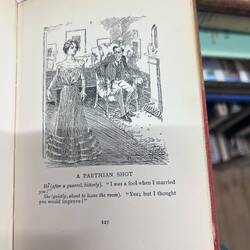 A PARTHIAN SHOT
He (after a quarrel, bitterly). "I was a fool when I married
you!"
She (quietly, about to leave the room). "Yes; but I thought
you would improve!"
127